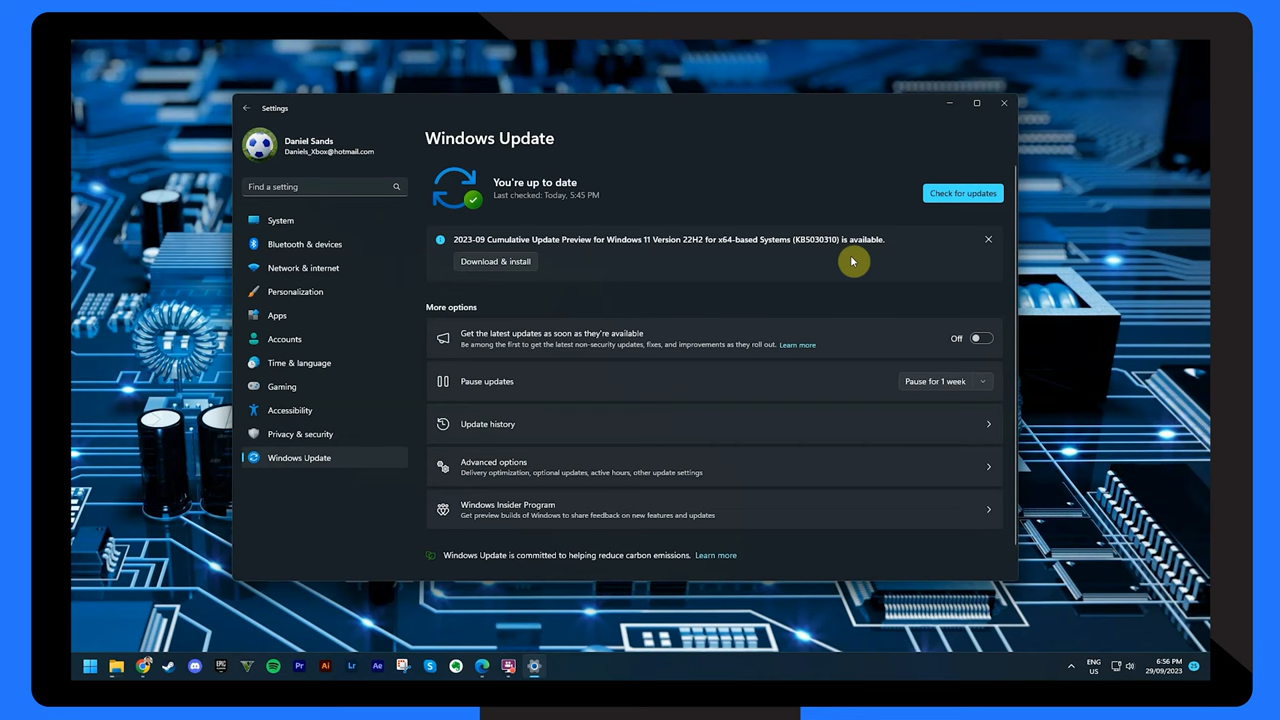 Settings
Daniel Sands
Daniels_Xbox@hotmail.com
Find a setting
System
Bluetooth & devices
Network & internet
Personalization
Apps
Accounts
Time & language
Gaming
Accessibility
Privacy & security
Windows Update
Windows Update
You're up to date
Last checked: Today, 5:45 PM
Check for updates
2023-09 Cumulative Update Preview for Windows 11 Version 22H2 for x64-based Systems (KB5030310) is available.
Download & install
More options
Get the latest updates as soon as they're available
Be among the first to get the latest non-security updates, fixes, and improvements as they roll out. Learn more
Off
Pause updates
Pause for 1 week
Update history
Advanced options
Delivery optimization, optional updates, active hours, other update settings
Windows Insider Program
Get preview builds of Windows to share feedback on new features and updates
Windows Update is committed to helping reduce carbon emissions. Learn more
EPIC
Pr
Ai
Lr
Ae
ENG
US
6:56 PM
29/09/2023